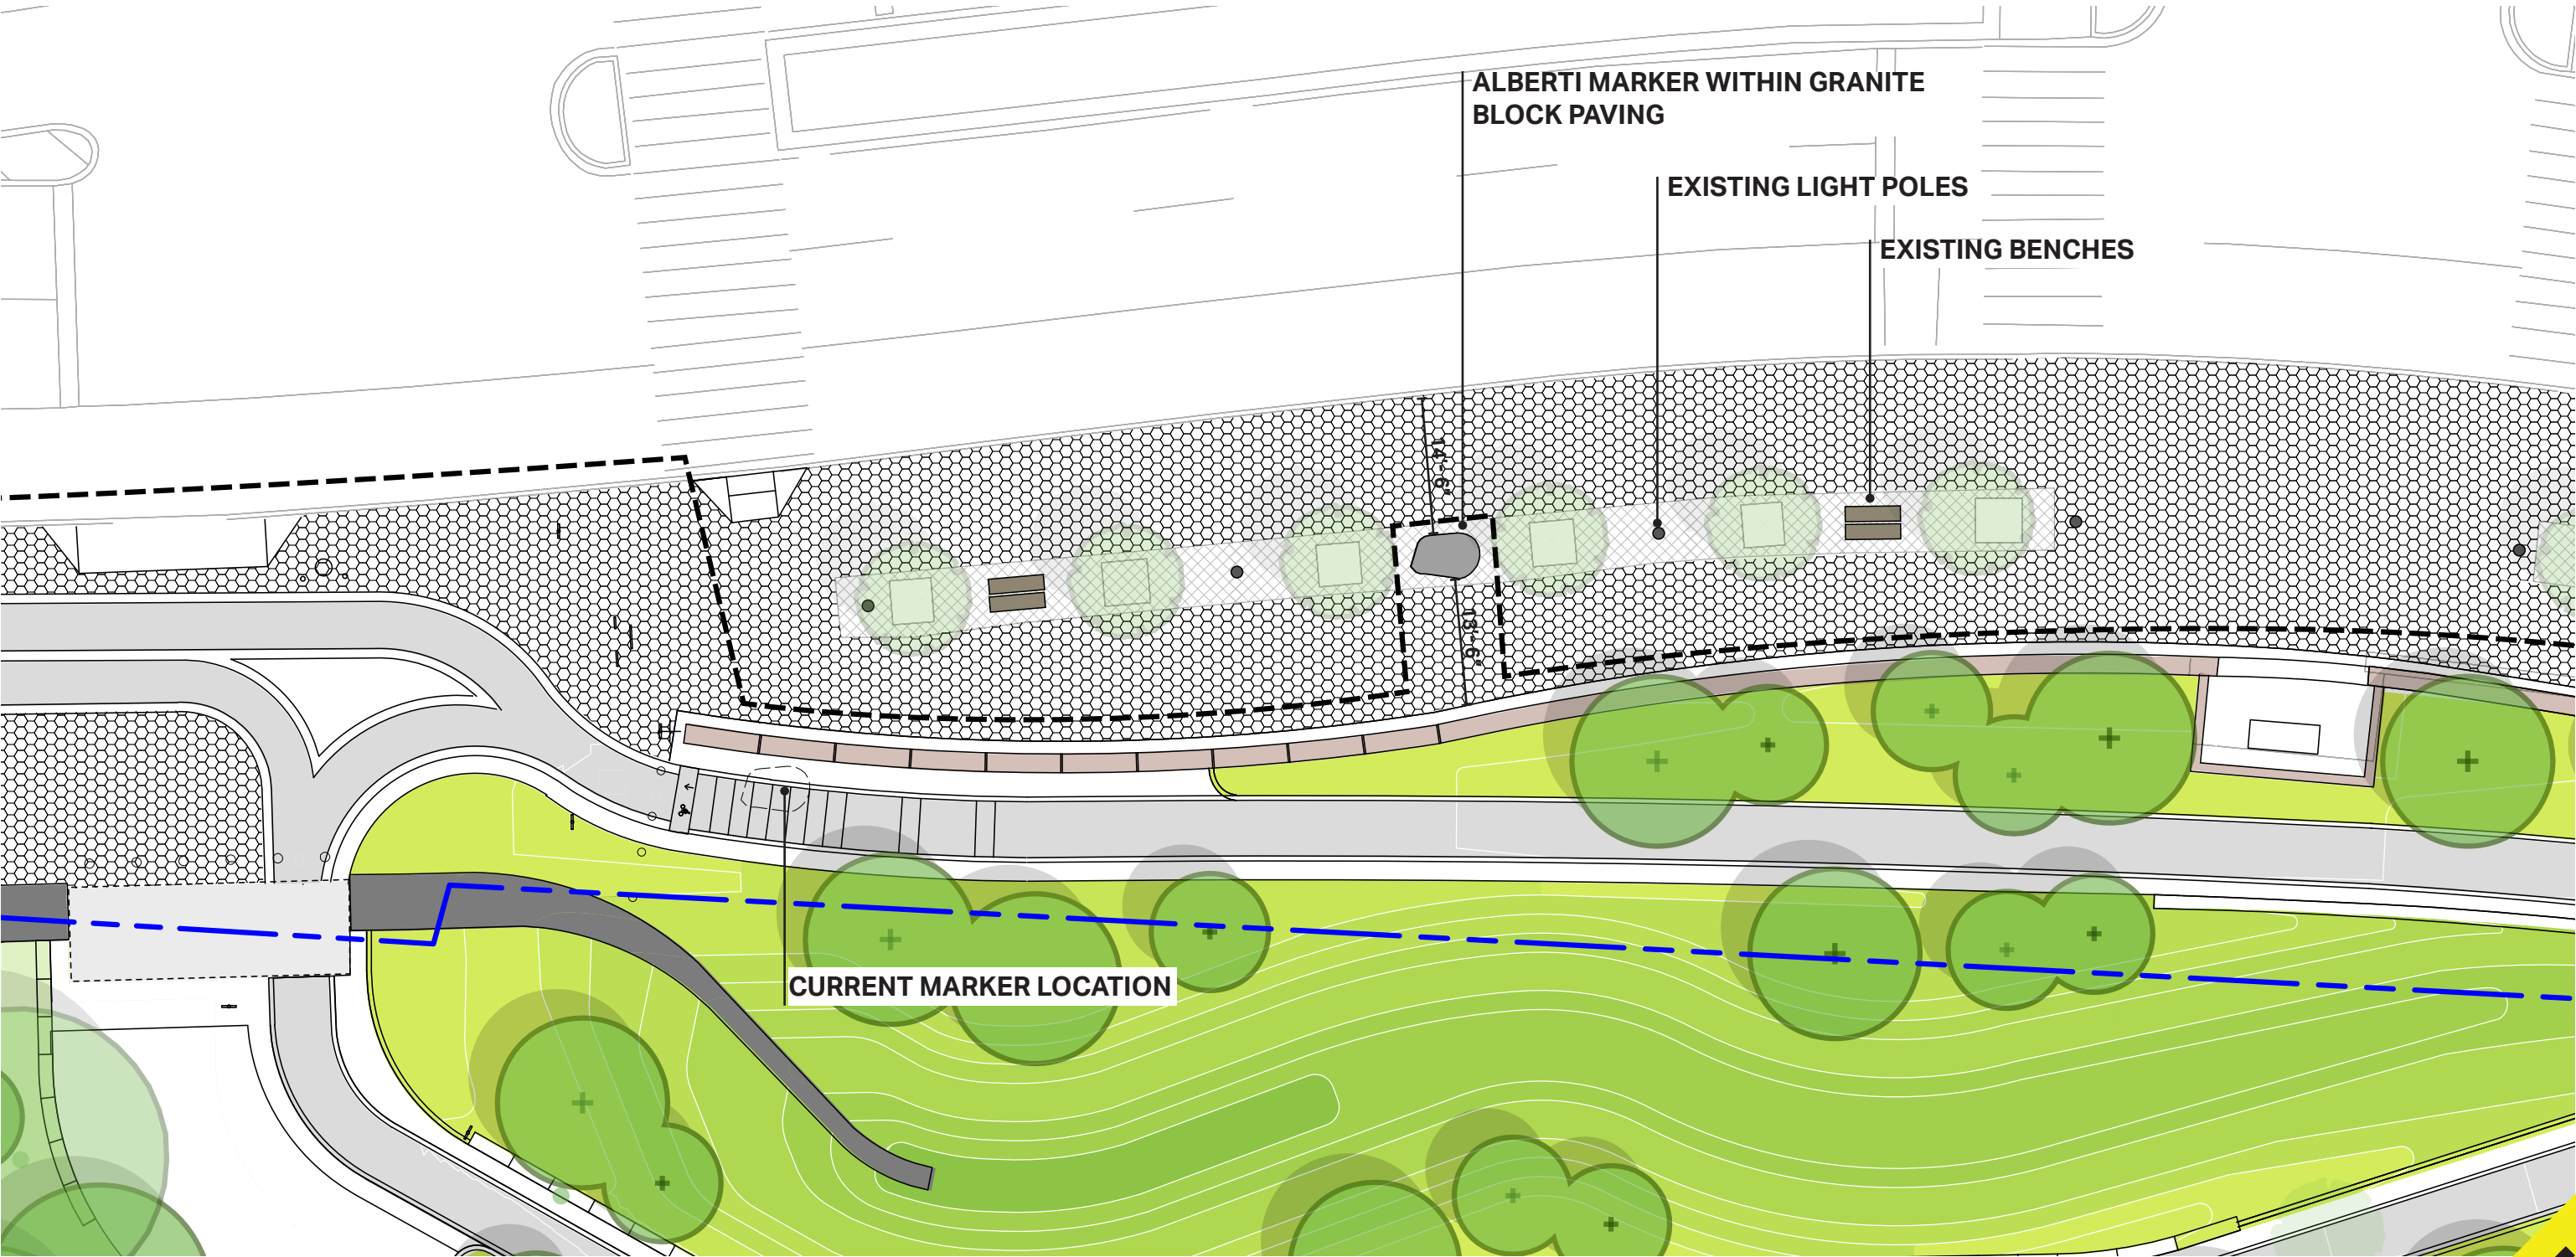 ALBERTI MARKER WITHIN GRANITE
BLOCK PAVING
EXISTING LIGHT POLES
EXISTING BENCHES
14'-6"
13'-6"
CURRENT MARKER LOCATION